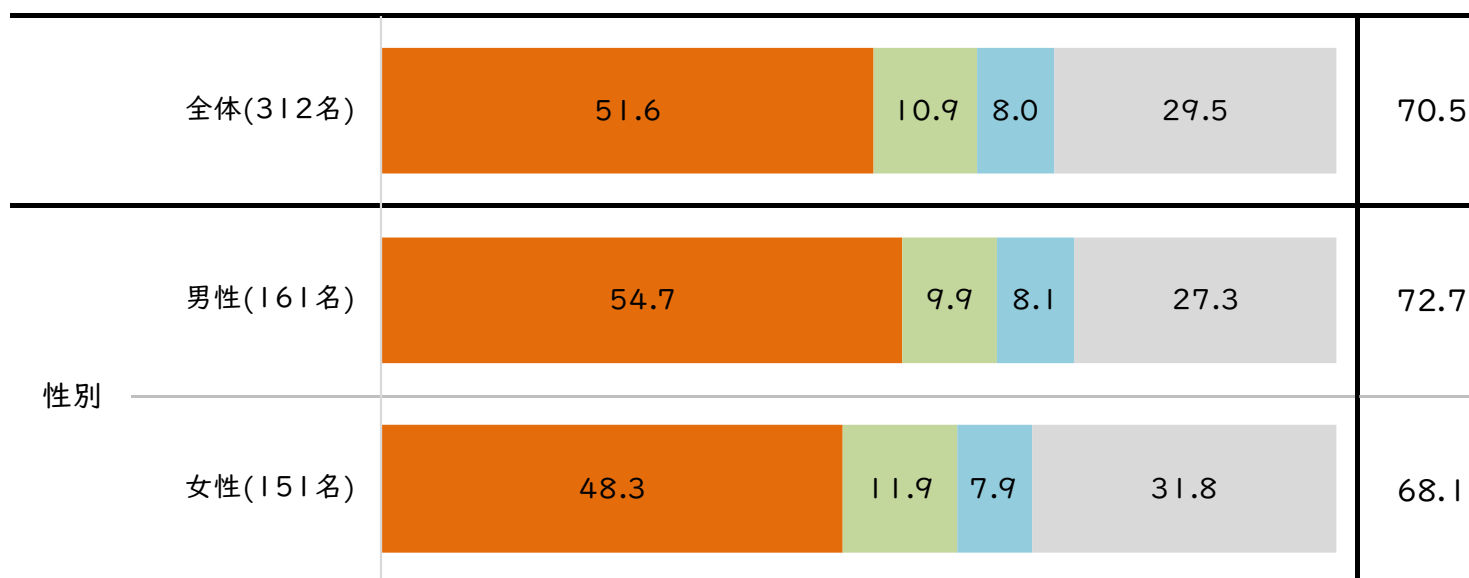 全体(312名) 51.6 10.9 8.0 29.5 70.5
男性(161名) 54.7 9.9 8.1 27.3 72.7
性別
女性(151名) 48.3 11.9 7.9 31.8 68.1